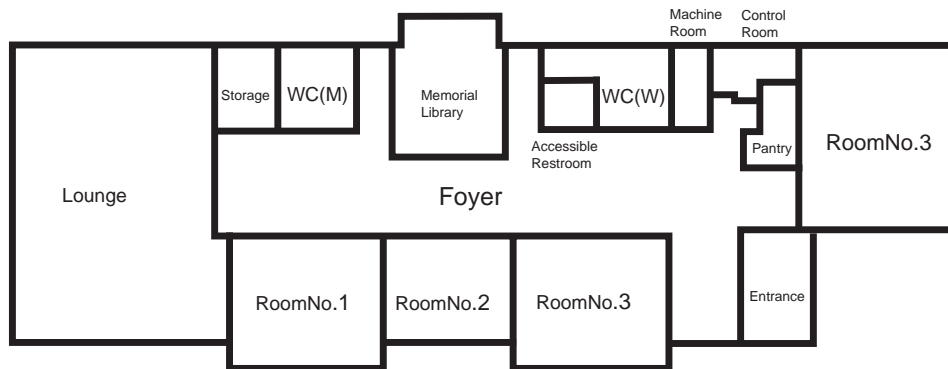 Machine
Room
Control
Room
Storage
WC(M)
Memorial
Library
WC(W)
Accessible
Restroom
Pantry
RoomNo.3
Lounge
Foyer
RoomNo.1
RoomNo.2
RoomNo.3
Entrance